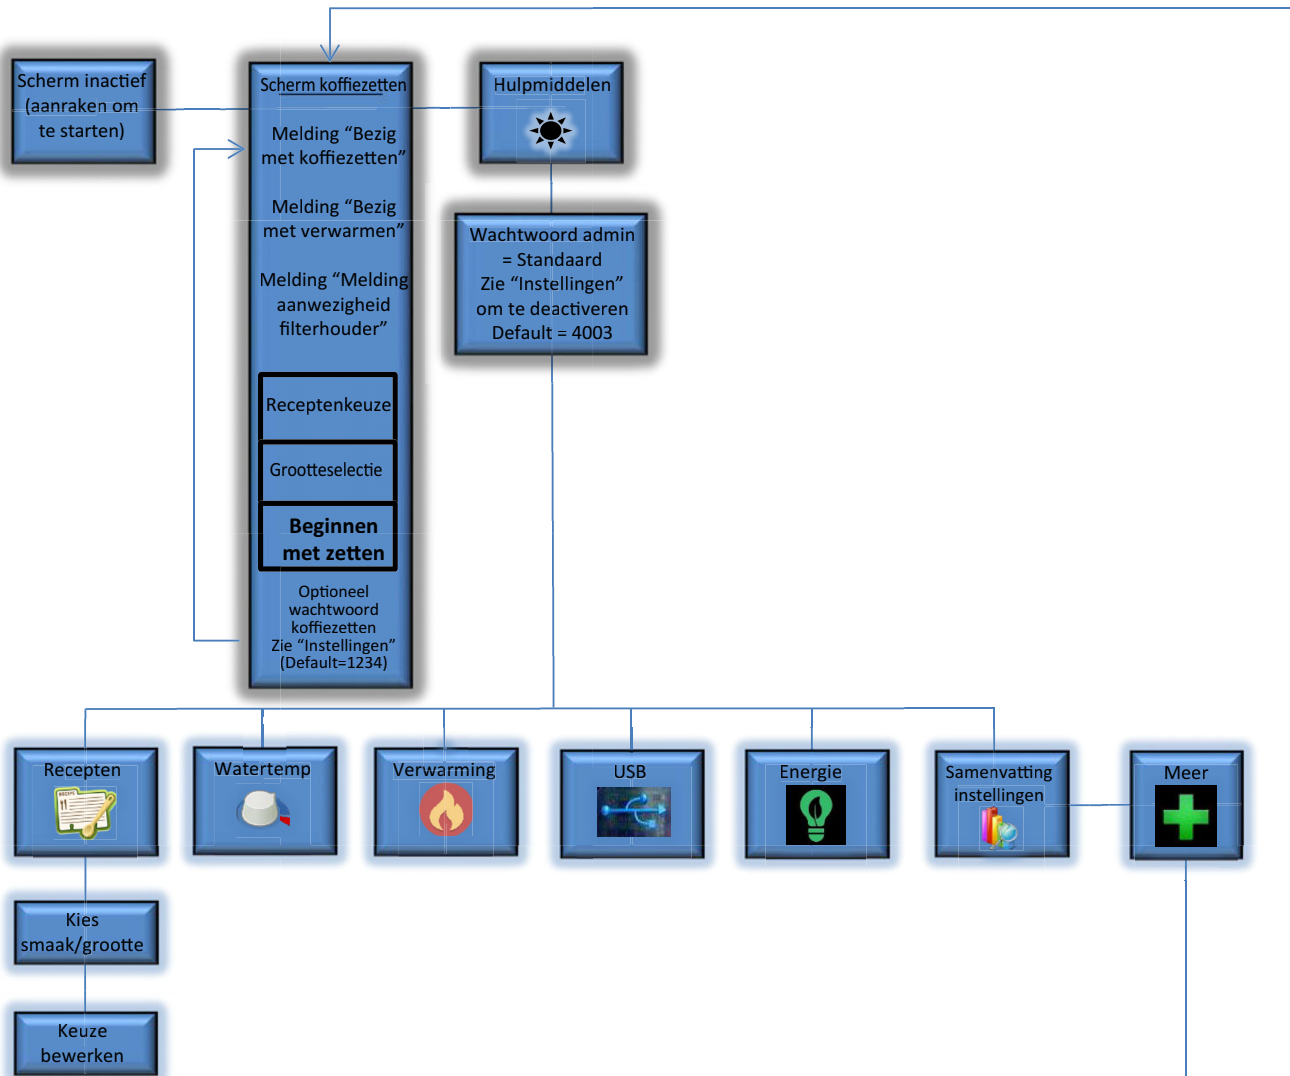 Scherm inactief
(aanraken om
te starten)
Scherm koffiezetten
Melding “Bezig
met koffiezetten”
Melding “Bezig
met verwarmen”
Melding “Melding
aanwezigheid
filterhouder”
Receptenkeuze
Grootteselectie
Beginnen
met zetten
Optioneel
wachtwoord
koffiezetten
Zie “Instellingen”
(Default=1234)
Hulpmiddelen
Wachtwoord admin
= Standaard
Zie “Instellingen”
om te deactiveren
Default = 4003
Recepten
Watertemp
Verwarming
USB
Energie
Samenvatting
instellingen
Meer
Kies
smaak/grootte
Keuze
bewerken